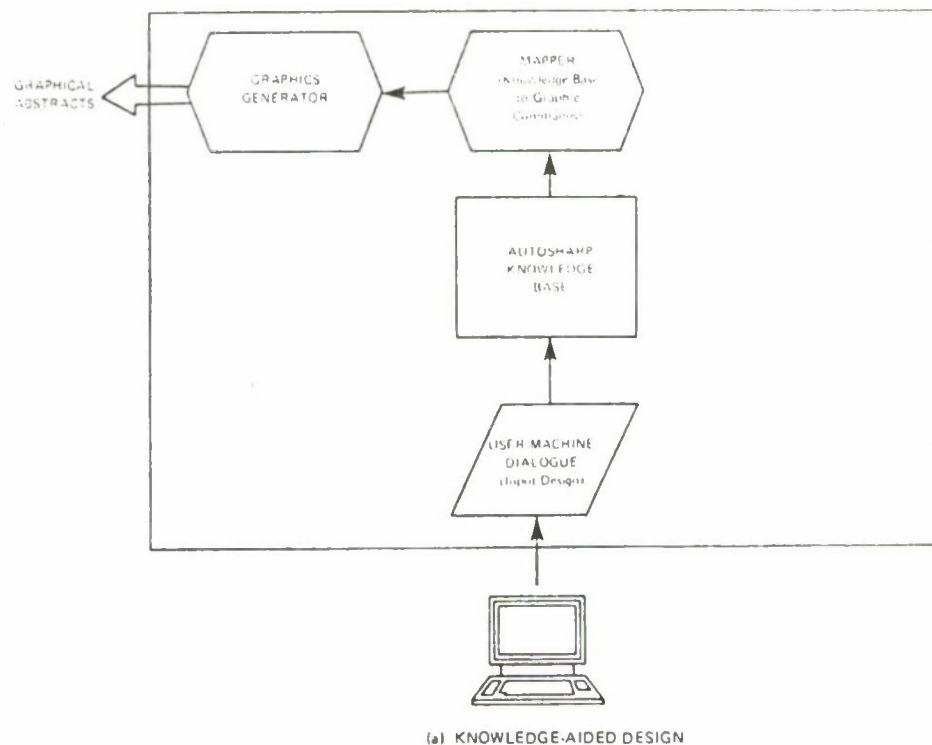 GRAPHICAL
ABSTRACTS
GRAPHICS
GENERATOR
MAPPER
(Knowledge Base
to Graphic
Constraints)
AUTOSHARP
KNOWLEDGE
BASE
USER-MACHINE
DIALOGUE
(Input Design)
(a) KNOWLEDGE-AIDED DESIGN